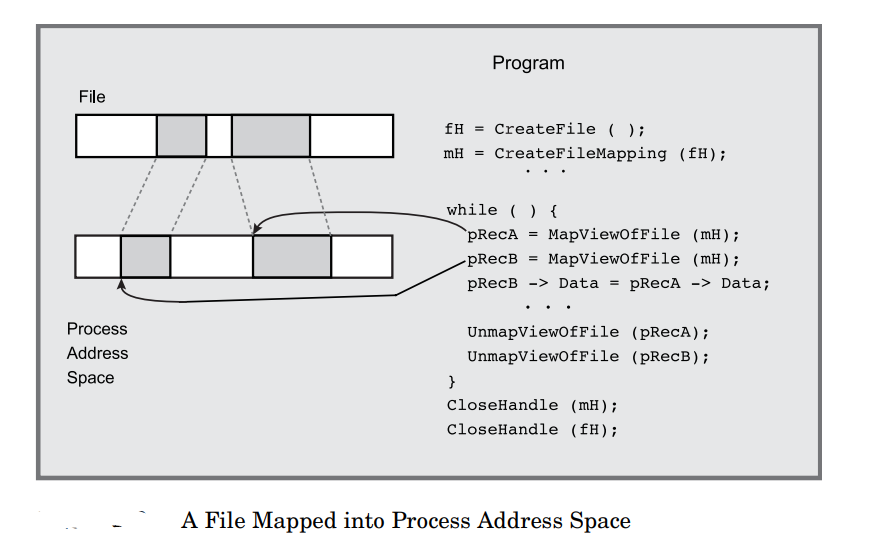 Program
File
fH = CreateFile ( );
mH = CreateFileMapping (fH);
. . .
while ( ) {
pRecA = MapViewOfFile (mH);
pRecB = MapViewOfFile (mH);
pRecB -> Data = pRecA -> Data;
. . .
UnmapViewOfFile (pRecA);
UnmapViewOfFile (pRecB);
}
CloseHandle (mH);
CloseHandle (fH);
Process
Address
Space
A File Mapped into Process Address Space